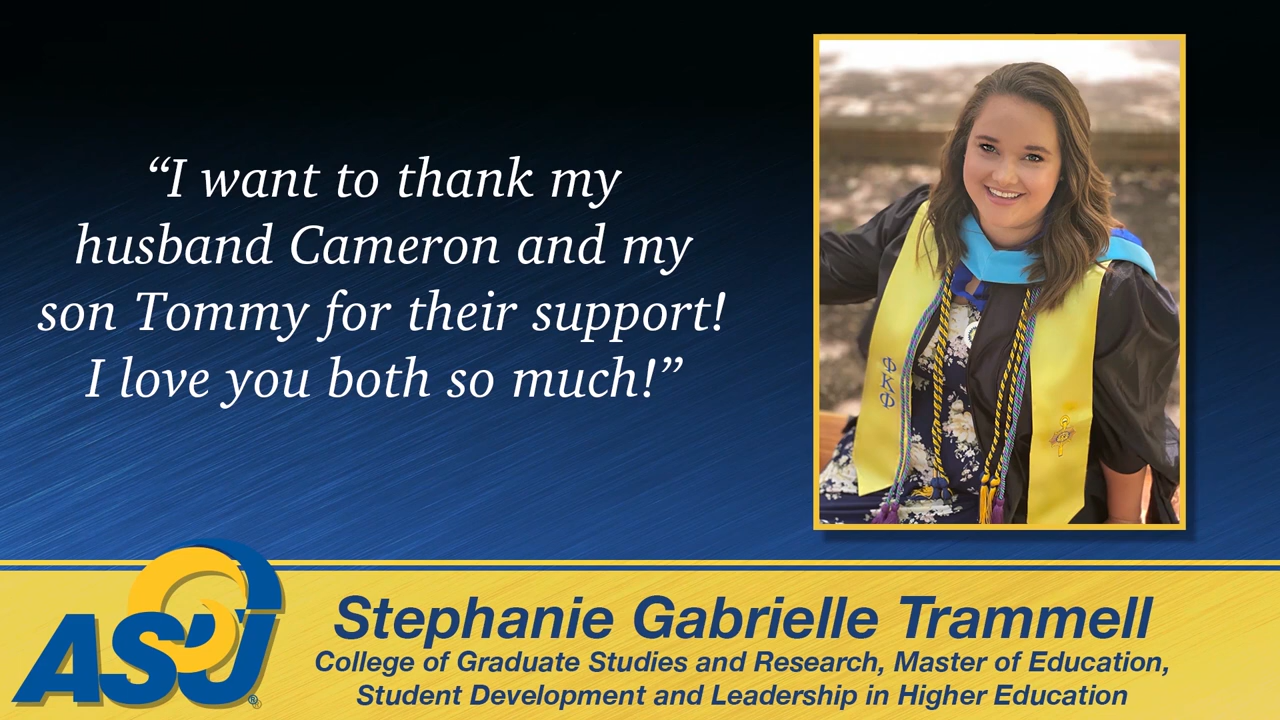 “I want to thank my
husband Cameron and my
son Tommy for their support!
I love you both so much!”
ΦΚΦ
ASU
®
Stephanie Gabrielle Trammell
College of Graduate Studies and Research, Master of Education,
Student Development and Leadership in Higher Education